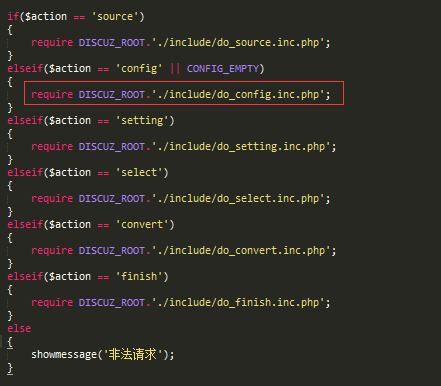 if($action == 'source')
{
    require DISCUZ_ROOT.'./include/do_source.inc.php';
}
elseif($action == 'config' || CONFIG_EMPTY)
{
    require DISCUZ_ROOT.'./include/do_config.inc.php';
}
elseif($action == 'setting')
{
    require DISCUZ_ROOT.'./include/do_setting.inc.php';
}
elseif($action == 'select')
{
    require DISCUZ_ROOT.'./include/do_select.inc.php';
}
elseif($action == 'convert')
{
    require DISCUZ_ROOT.'./include/do_convert.inc.php';
}
elseif($action == 'finish')
{
    require DISCUZ_ROOT.'./include/do_finish.inc.php';
}
else
{
    showmessage('非法请求');
}